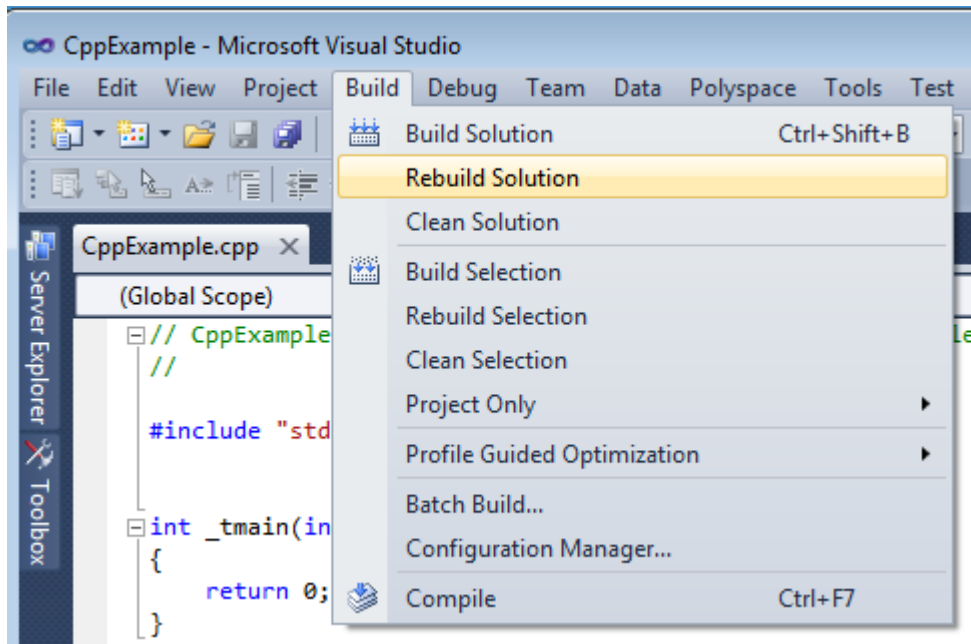 CppExample - Microsoft Visual Studio
File Edit View Project Build Debug Team Data Polyspace Tools Test
Build Solution Ctrl+Shift+B
Rebuild Solution
Clean Solution
Build Selection
Rebuild Selection
Clean Selection
Project Only
Profile Guided Optimization
Batch Build...
Configuration Manager...
Compile Ctrl+F7
Server Explorer
Toolbox
CppExample.cpp
(Global Scope)
// CppExample
//
#include "std
int _tmain(in
{
return 0;
}